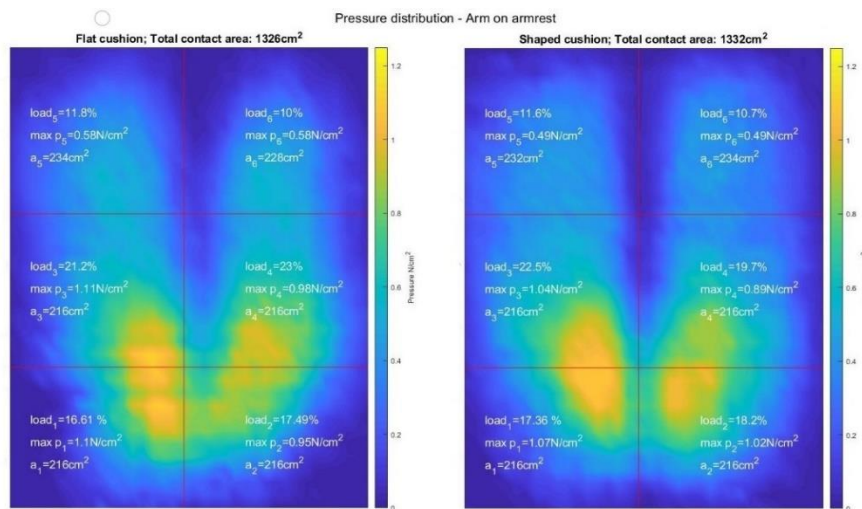 Pressure distribution - Arm on armrest
Flat cushion; Total contact area: 1326cm²
load₅=11.8%
max p₅=0.58N/cm²
a₅=234cm²
load₆=10%
max p₆=0.58N/cm²
a₆=228cm²
load₃=21.2%
max p₃=1.11N/cm²
a₃=216cm²
load₄=23%
max p₄=0.98N/cm²
a₄=216cm²
load₁=16.61 %
max p₁=1.1N/cm²
a₁=216cm²
load₂=17.49%
max p₂=0.95N/cm²
a₂=216cm²
1.2
1
0.8
0.6
0.4
0.2
0
Pressure N/cm²
Shaped cushion; Total contact area: 1332cm²
load₅=11.6%
max p₅=0.49N/cm²
a₅=232cm²
load₆=10.7%
max p₆=0.49N/cm²
a₆=234cm²
load₃=22.5%
max p₃=1.04N/cm²
a₃=216cm²
load₄=19.7%
max p₄=0.89N/cm²
a₄=216cm²
load₁=17.36 %
max p₁=1.07N/cm²
a₁=216cm²
load₂=18.2%
max p₂=1.02N/cm²
a₂=216cm²
1.2
1
0.8
0.6
0.4
0.2
0